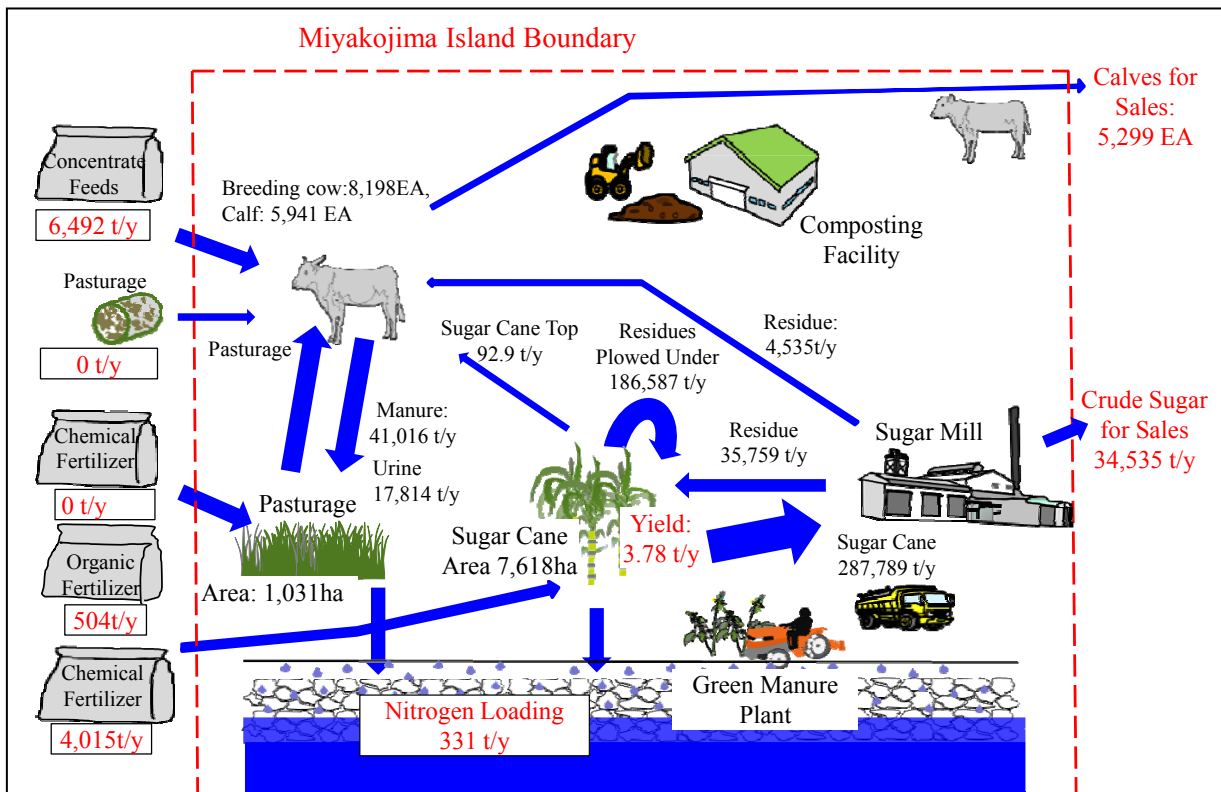 Miyakojima Island Boundary
Calves for
Sales:
5,299 EA
Concentrate
Feeds
6,492 t/y
Breeding cow:8,198EA,
Calf: 5,941 EA
Composting
Facility
Pasturage
0 t/y
Pasturage
Sugar Cane Top
92.9 t/y
Residues
Plowed Under
186,587 t/y
Residue:
4,535t/y
Manure:
41,016 t/y
Urine
17,814 t/y
Residue
35,759 t/y
Sugar Mill
Crude Sugar
for Sales
34,535 t/y
Chemical
Fertilizer
0 t/y
Pasturage
Area: 1,031ha
Sugar Cane
Area 7,618ha
Yield:
3.78 t/y
Sugar Cane
287,789 t/y
Organic
Fertilizer
504t/y
Chemical
Fertilizer
4,015t/y
Nitrogen Loading
331 t/y
Green Manure
Plant